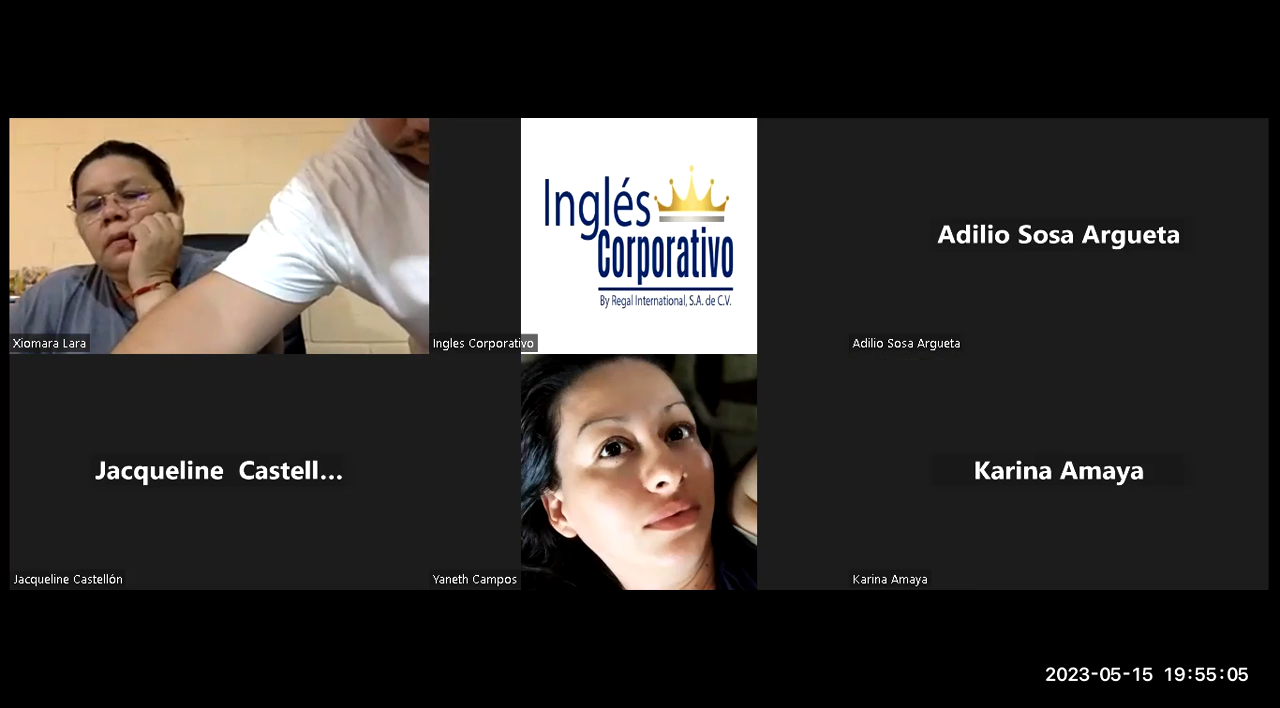 Inglés
Corporativo
By Regal International, S.A. de C.V.
Adilio Sosa Argueta
Xiomara Lara
Ingles Corporativo
Adilio Sosa Argueta
Jacqueline Castell...
Karina Amaya
Jacqueline Castellón
Yaneth Campos
Karina Amaya
2023-05-15 19:55:05